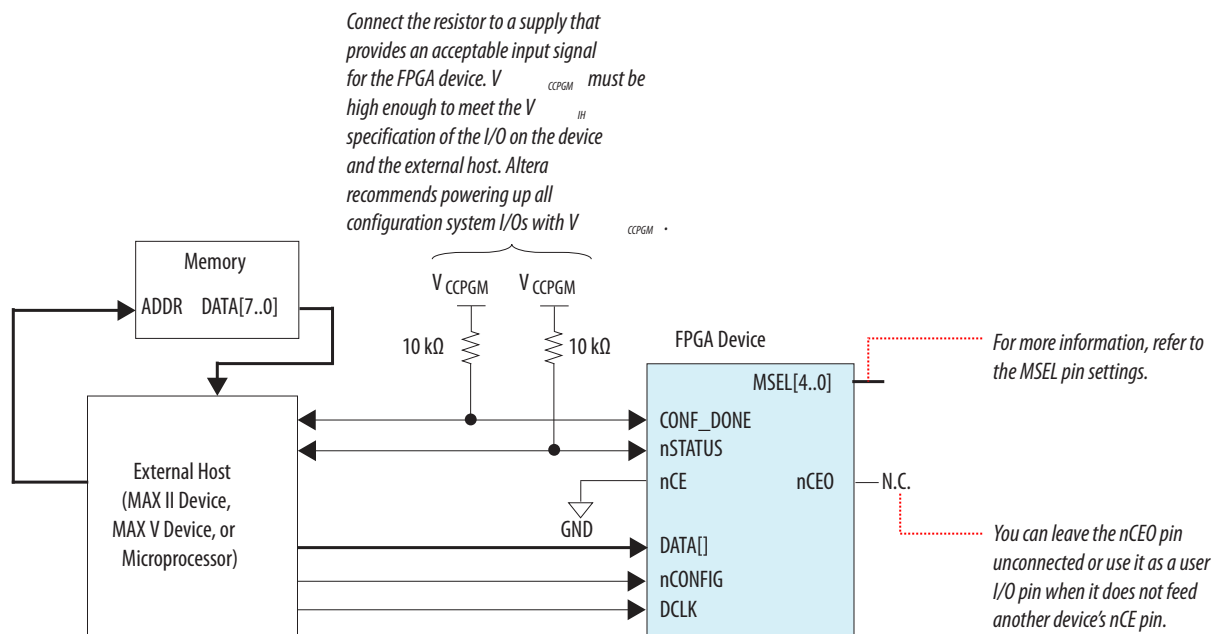 Connect the resistor to a supply that
provides an acceptable input signal
for the FPGA device. V CCPGM must be
high enough to meet the V IH
specification of the I/O on the device
and the external host. Altera
recommends powering up all
configuration system I/Os with V CCPGM .
V CCPGM V CCPGM
10 kΩ 10 kΩ
Memory
ADDR DATA[7..0]
External Host
(MAX II Device,
MAX V Device, or
Microprocessor)
GND
FPGA Device
MSEL[4..0]
CONF_DONE
nSTATUS
nCE nCEO N.C.
DATA[]
nCONFIG
DCLK
For more information, refer to
the MSEL pin settings.
You can leave the nCEO pin
unconnected or use it as a user
I/O pin when it does not feed
another device's nCE pin.